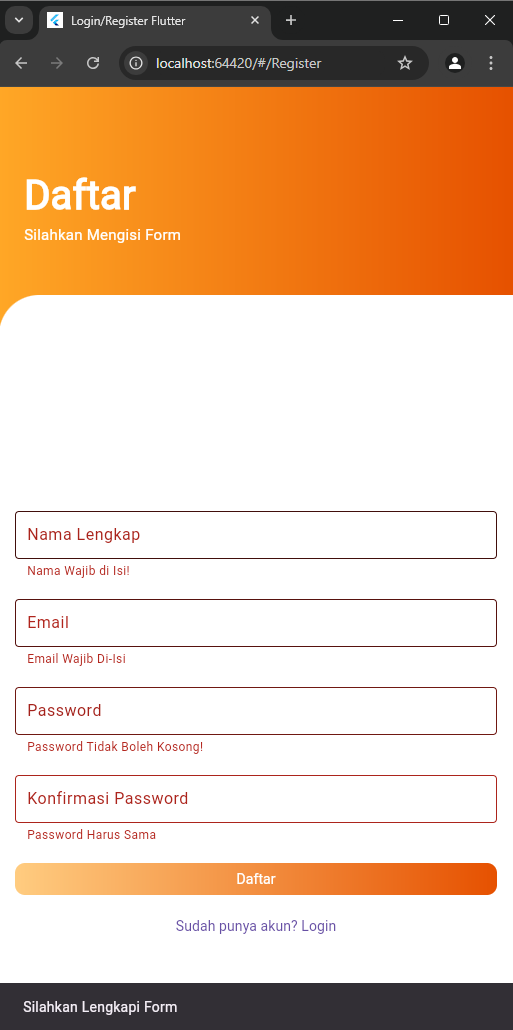 Login/Register Flutter
localhost:64420/#/Register
Daftar
Silahkan Mengisi Form
Nama Lengkap
Nama Wajib di Isi!
Email
Email Wajib Di-Isi
Password
Password Tidak Boleh Kosong!
Konfirmasi Password
Password Harus Sama
Daftar
Sudah punya akun? Login
Silahkan Lengkapi Form